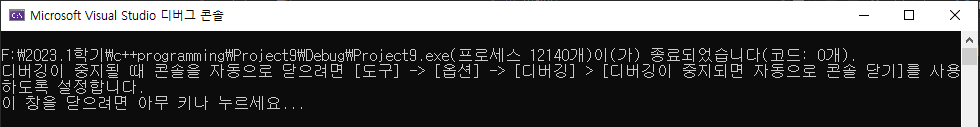 Microsoft Visual Studio 디버그 콘솔
F:₩2023.1학기₩c++programming₩Project9₩Debug₩Project9.exe(프로세스 12140개)이(가) 종료되었습니다(코드: 0개).
디버깅이 중지될 때 콘솔을 자동으로 닫으려면 [도구] -> [옵션] -> [디버깅] > [디버깅이 중지되면 자동으로 콘솔 닫기]를 사용
하도록 설정합니다.
이 창을 닫으려면 아무 키나 누르세요...